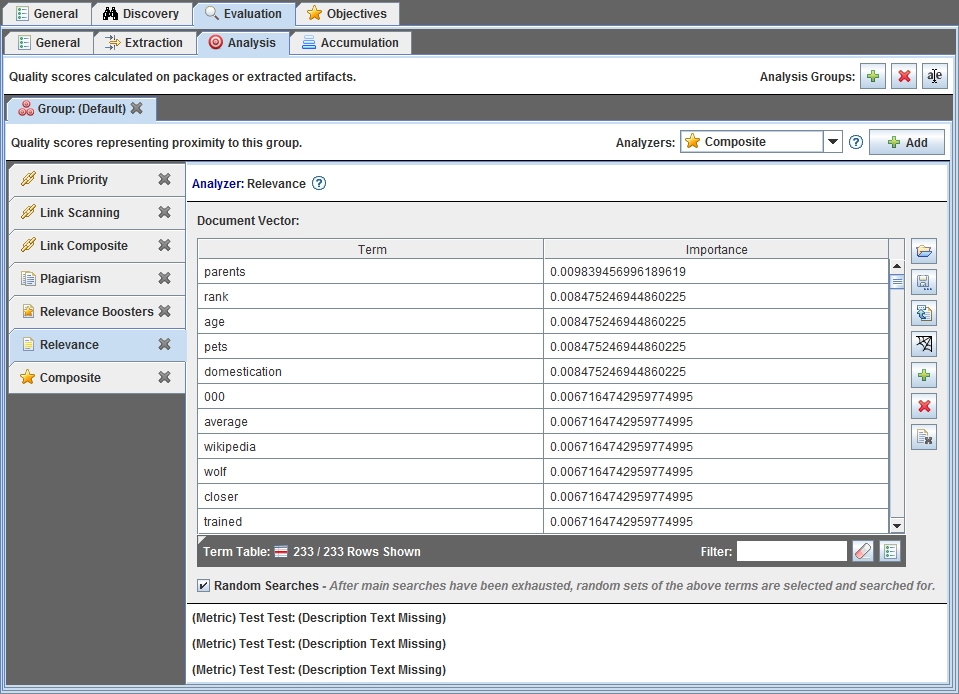 General Discovery Evaluation Objectives
General Extraction Analysis Accumulation
Quality scores calculated on packages or extracted artifacts. Analysis Groups:
Group: (Default)
Quality scores representing proximity to this group. Analyzers: Composite ? Add
Link Priority
Link Scanning
Link Composite
Plagiarism
Relevance Boosters
Relevance
Composite
Analyzer: Relevance ?
Document Vector:
Term Importance
parents 0.009839456996189619
rank 0.008475246944860225
age 0.008475246944860225
pets 0.008475246944860225
domestication 0.008475246944860225
000 0.0067164742959774995
average 0.0067164742959774995
wikipedia 0.0067164742959774995
wolf 0.0067164742959774995
closer 0.0067164742959774995
trained 0.0067164742959774995
Term Table: 233 / 233 Rows Shown Filter:
Random Searches - After main searches have been exhausted, random sets of the above terms are selected and searched for.
(Metric) Test Test: (Description Text Missing)
(Metric) Test Test: (Description Text Missing)
(Metric) Test Test: (Description Text Missing)